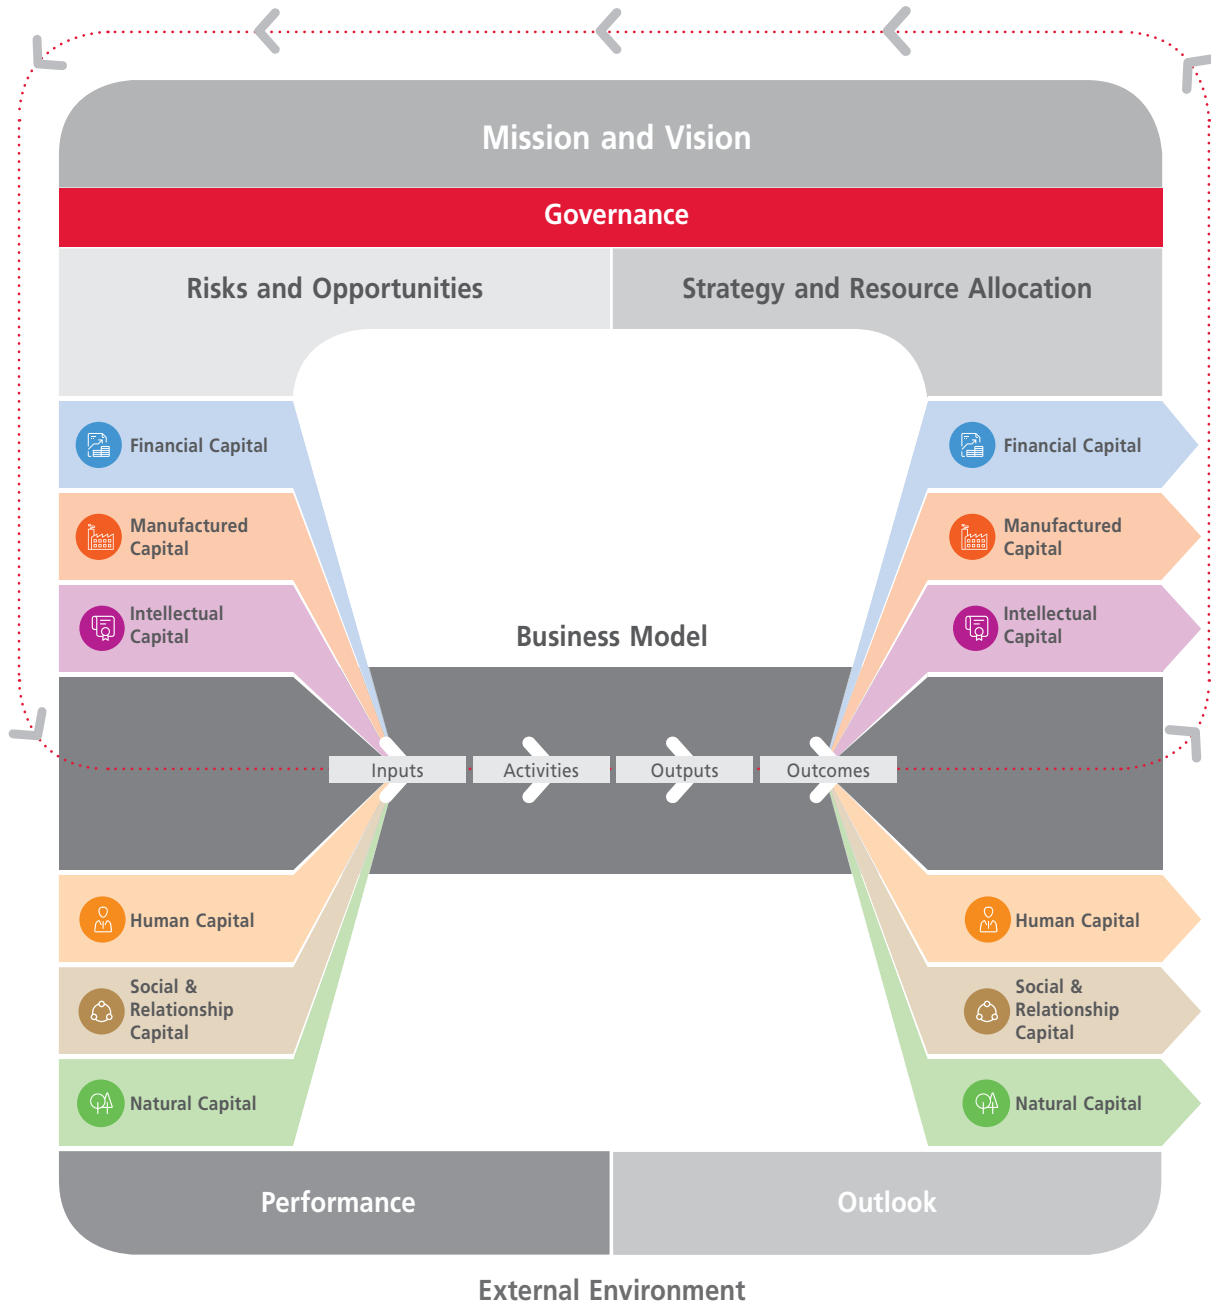 Mission and Vision
Governance
Risks and Opportunities
Strategy and Resource Allocation
Financial Capital
Manufactured
Capital
Intellectual
Capital
Financial Capital
Manufactured
Capital
Intellectual
Capital
Business Model
Inputs
Activities
Outputs
Outcomes
Human Capital
Social &
Relationship
Capital
Natural Capital
Human Capital
Social &
Relationship
Capital
Natural Capital
Performance
Outlook
External Environment